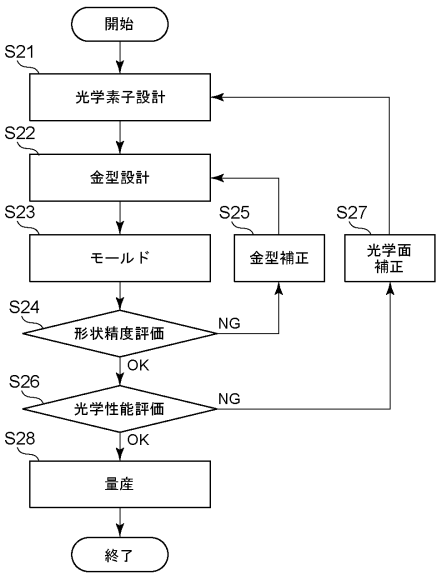 開始
S21
光学素子設計
S22
金型設計
S23
モールド
S25
金型補正
S27
光学面
補正
S24
形状精度評価
NG
OK
S26
光学性能評価
NG
OK
S28
量産
終了